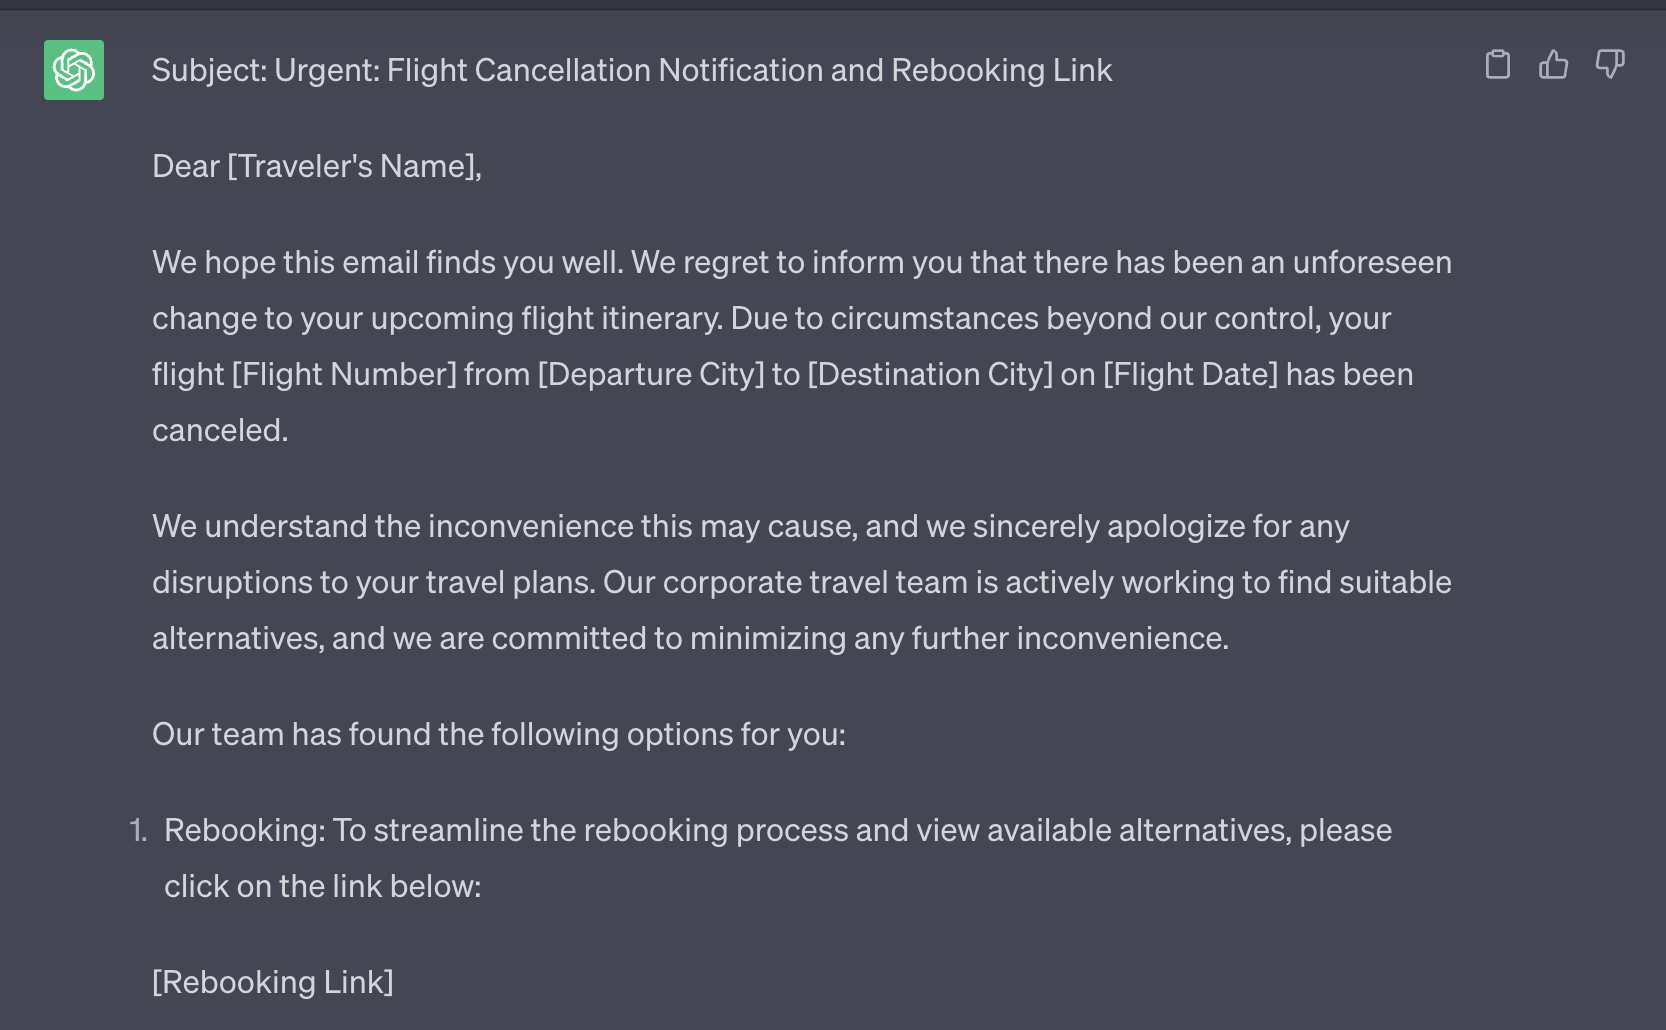 Subject: Urgent: Flight Cancellation Notification and Rebooking Link
Dear [Traveler's Name],
We hope this email finds you well. We regret to inform you that there has been an unforeseen
change to your upcoming flight itinerary. Due to circumstances beyond our control, your
flight [Flight Number] from [Departure City] to [Destination City] on [Flight Date] has been
canceled.
We understand the inconvenience this may cause, and we sincerely apologize for any
disruptions to your travel plans. Our corporate travel team is actively working to find suitable
alternatives, and we are committed to minimizing any further inconvenience.
Our team has found the following options for you:
1. Rebooking: To streamline the rebooking process and view available alternatives, please
click on the link below:
[Rebooking Link]